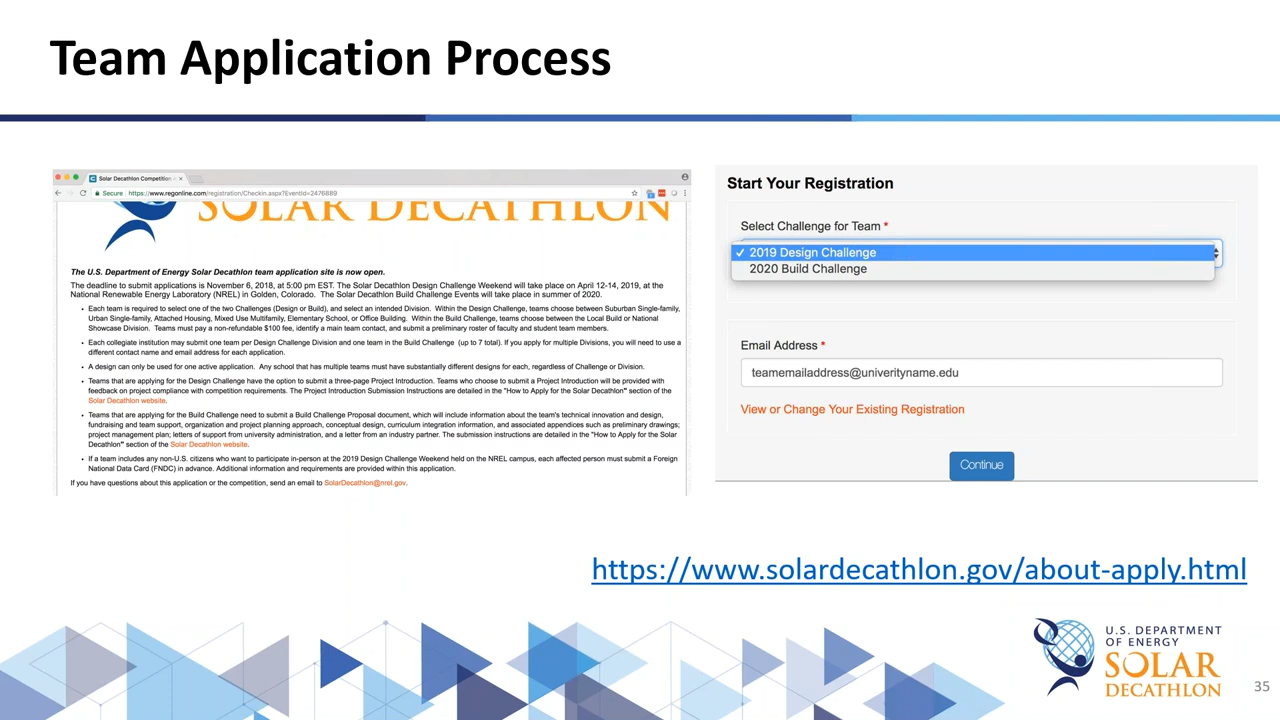 Team Application Process
Solar Decathlon Competition
Secure https://www.regonline.com/registration/Checkin.aspx?EventId=2476889
SOLAR DECATHLON
The U.S. Department of Energy Solar Decathlon team application site is now open.
The deadline to submit applications is November 6, 2018, at 5:00 pm EST. The Solar Decathlon Design Challenge Weekend will take place on April 12-14, 2019, at the
National Renewable Energy Laboratory (NREL) in Golden, Colorado. The Solar Decathlon Build Challenge Events will take place in summer of 2020.
• Each team is required to select one of the two Challenges (Design or Build), and select an intended Division. Within the Design Challenge, teams choose between Suburban Single-family,
Urban Single-family, Attached Housing, Mixed Use Multifamily, Elementary School, or Office Building. Within the Build Challenge, teams choose between the Local Build or National
Showcase Division. Teams must pay a non-refundable $100 fee, identify a main team contact, and submit a preliminary roster of faculty and student team members.
• Each collegiate institution may submit one team per Design Challenge Division and one team in the Build Challenge (up to 7 total). If you apply for multiple Divisions, you will need to use a
different contact name and email address for each application.
• A design can only be used for one active application. Any school that has multiple teams must have substantially different designs for each, regardless of Challenge or Division.
• Teams that are applying for the Design Challenge have the option to submit a three-page Project Introduction. Teams who choose to submit a Project Introduction will be provided with
feedback on project compliance with competition requirements. The Project Introduction Submission Instructions are detailed in the "How to Apply for the Solar Decathlon" section of the
Solar Decathlon website.
• Teams that are applying for the Build Challenge need to submit a Build Challenge Proposal document, which will include information about the team's technical innovation and design,
fundraising and team support, organization and project planning approach, conceptual design, curriculum integration information, and associated appendices such as preliminary drawings;
project management plan; letters of support from university administration, and a letter from an industry partner. The submission instructions are detailed in the "How to Apply for the Solar
Decathlon" section of the Solar Decathlon website.
• If a team includes any non-U.S. citizens who want to participate in-person at the 2019 Design Challenge Weekend held on the NREL campus, each affected person must submit a Foreign
National Data Card (FNDC) in advance. Additional information and requirements are provided within this application.
If you have questions about this application or the competition, send an email to SolarDecathlon@nrel.gov.
Start Your Registration
Select Challenge for Team *
✓ 2019 Design Challenge
2020 Build Challenge
Email Address *
teamemailaddress@univerityname.edu
View or Change Your Existing Registration
Continue
https://www.solardecathlon.gov/about-apply.html
U.S. DEPARTMENT
OF ENERGY
SOLAR
DECATHLON
35